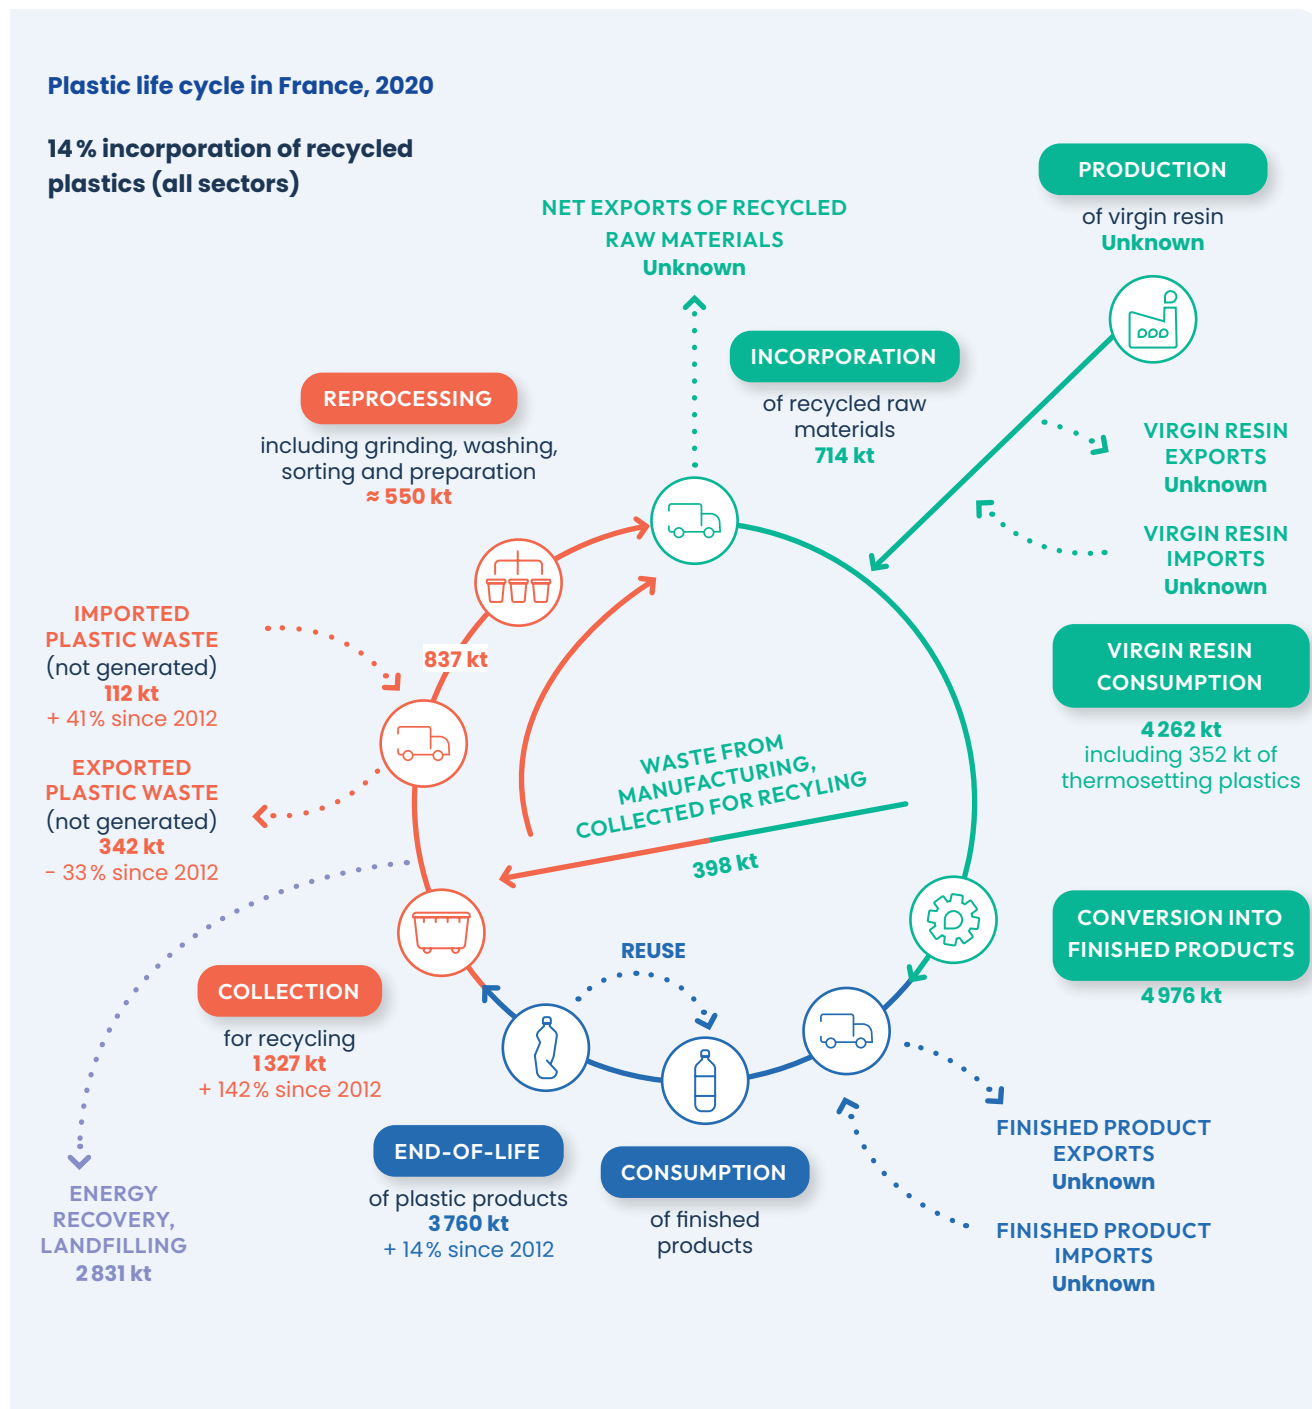 Plastic life cycle in France, 2020
14 % incorporation of recycled
plastics (all sectors)
PRODUCTION
of virgin resin
Unknown
NET EXPORTS OF RECYCLED
RAW MATERIALS
Unknown
INCORPORATION
of recycled raw
materials
714 kt
REPROCESSING
including grinding, washing,
sorting and preparation
≈ 550 kt
VIRGIN RESIN
EXPORTS
Unknown
VIRGIN RESIN
IMPORTS
Unknown
IMPORTED
PLASTIC WASTE
(not generated)
112 kt
+ 41 % since 2012
837 kt
VIRGIN RESIN
CONSUMPTION
4 262 kt
including 352 kt of
thermosetting plastics
EXPORTED
PLASTIC WASTE
(not generated)
342 kt
– 33 % since 2012
WASTE FROM
MANUFACTURING,
COLLECTED FOR RECYLING
398 kt
CONVERSION INTO
FINISHED PRODUCTS
4 976 kt
REUSE
COLLECTION
for recycling
1 327 kt
+ 142 % since 2012
FINISHED PRODUCT
EXPORTS
Unknown
END-OF-LIFE
of plastic products
3 760 kt
+ 14 % since 2012
CONSUMPTION
of finished
products
ENERGY
RECOVERY,
LANDFILLING
2 831 kt
FINISHED PRODUCT
IMPORTS
Unknown